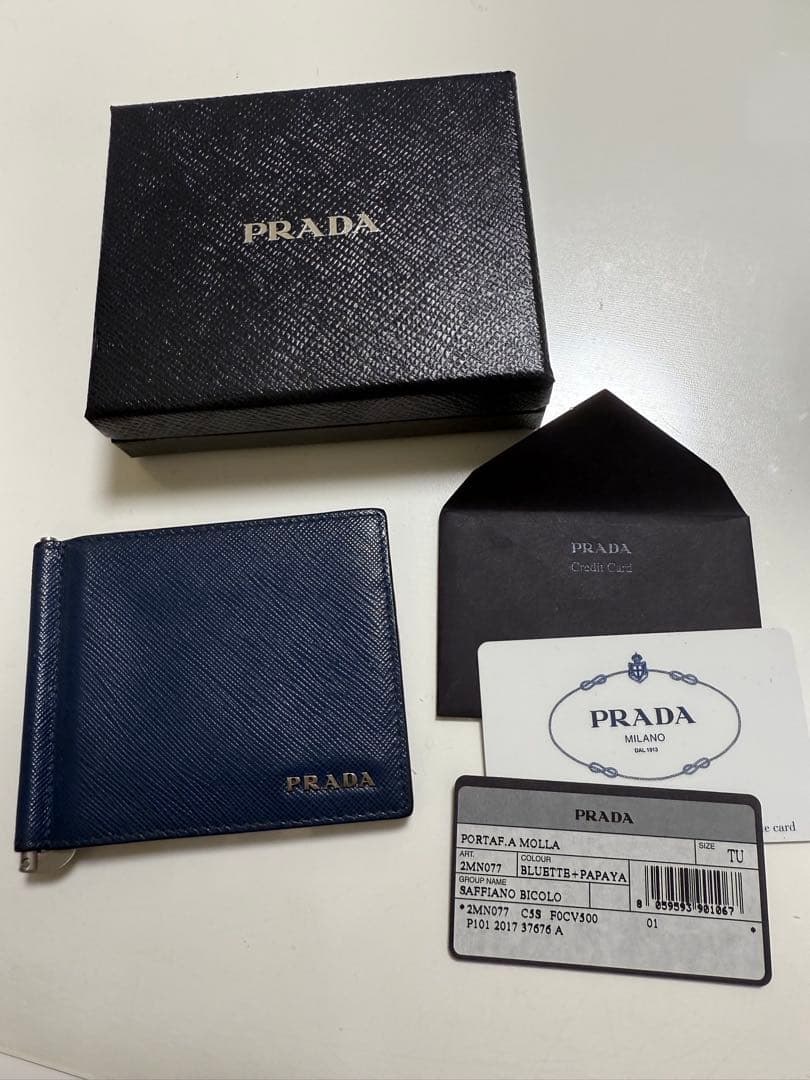 PRADA
PRADA
Credit Card
PRADA
MILANO
DAL 1913
card
PRADA
PRADA
PORTAF.A MOLLA
SIZE
TU
ART.
2MN077
COLOUR
BLUETTE+PAPAYA
GROUP NAME
SAFFIANO BICOLO
8 059593 901067
*2MN077 C5S F0CV500 01 *
P101 2017 37676 A